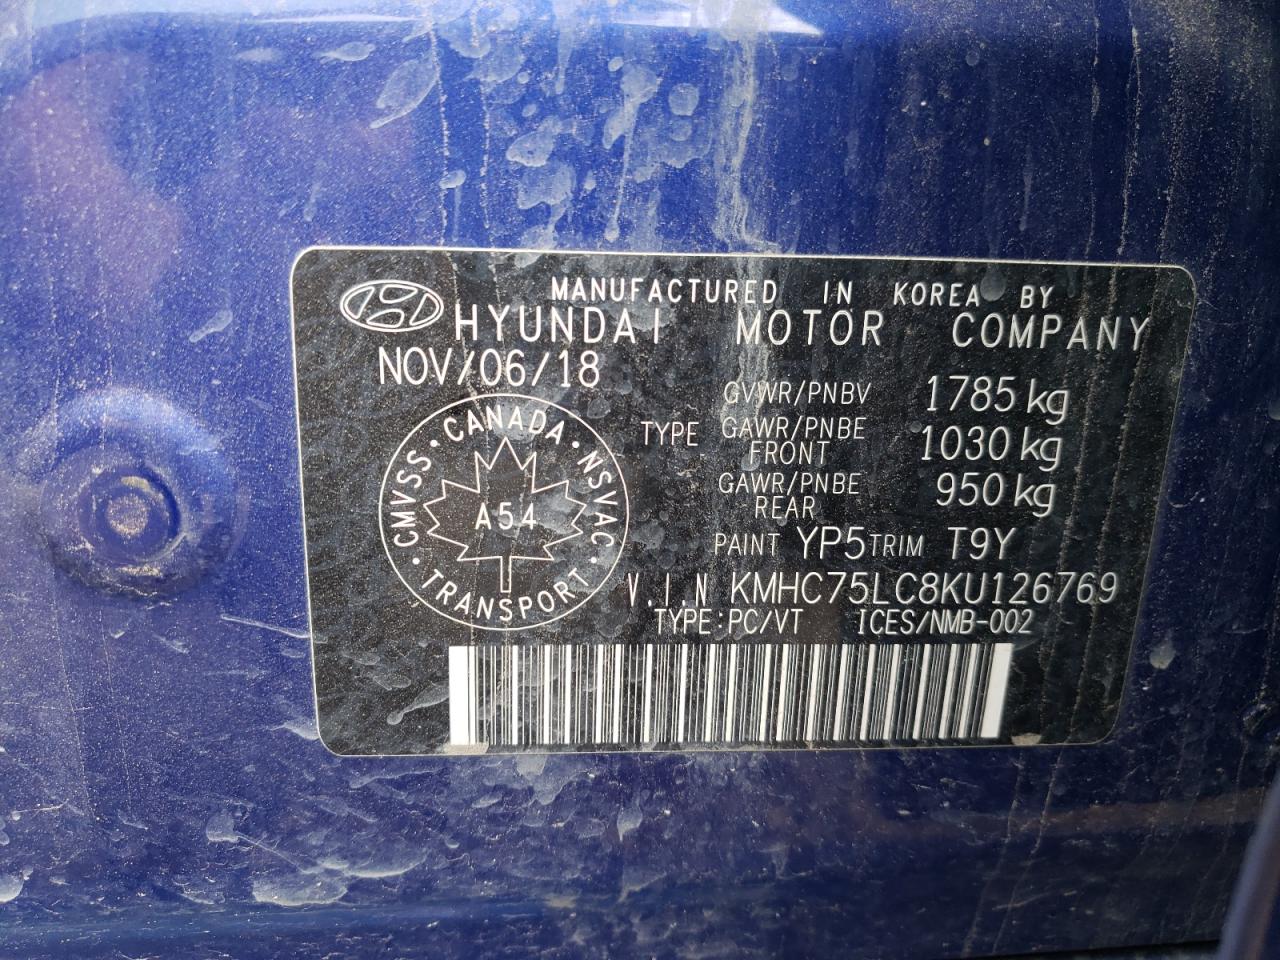 MANUFACTURED IN KOREA BY
HYUNDAI MOTOR COMPANY
NOV/06/18
GVWR/PNBV 1785 kg
TYPE GAWR/PNBE FRONT 1030 kg
GAWR/PNBE REAR 950 kg
PAINT YP5 TRIM T9Y
CANADA · NSVAC · TRANSPORT · CMVSS ·
A54
V.I.N KMHC75LC8KU126769
TYPE:PC/VT ICES/NMB-002